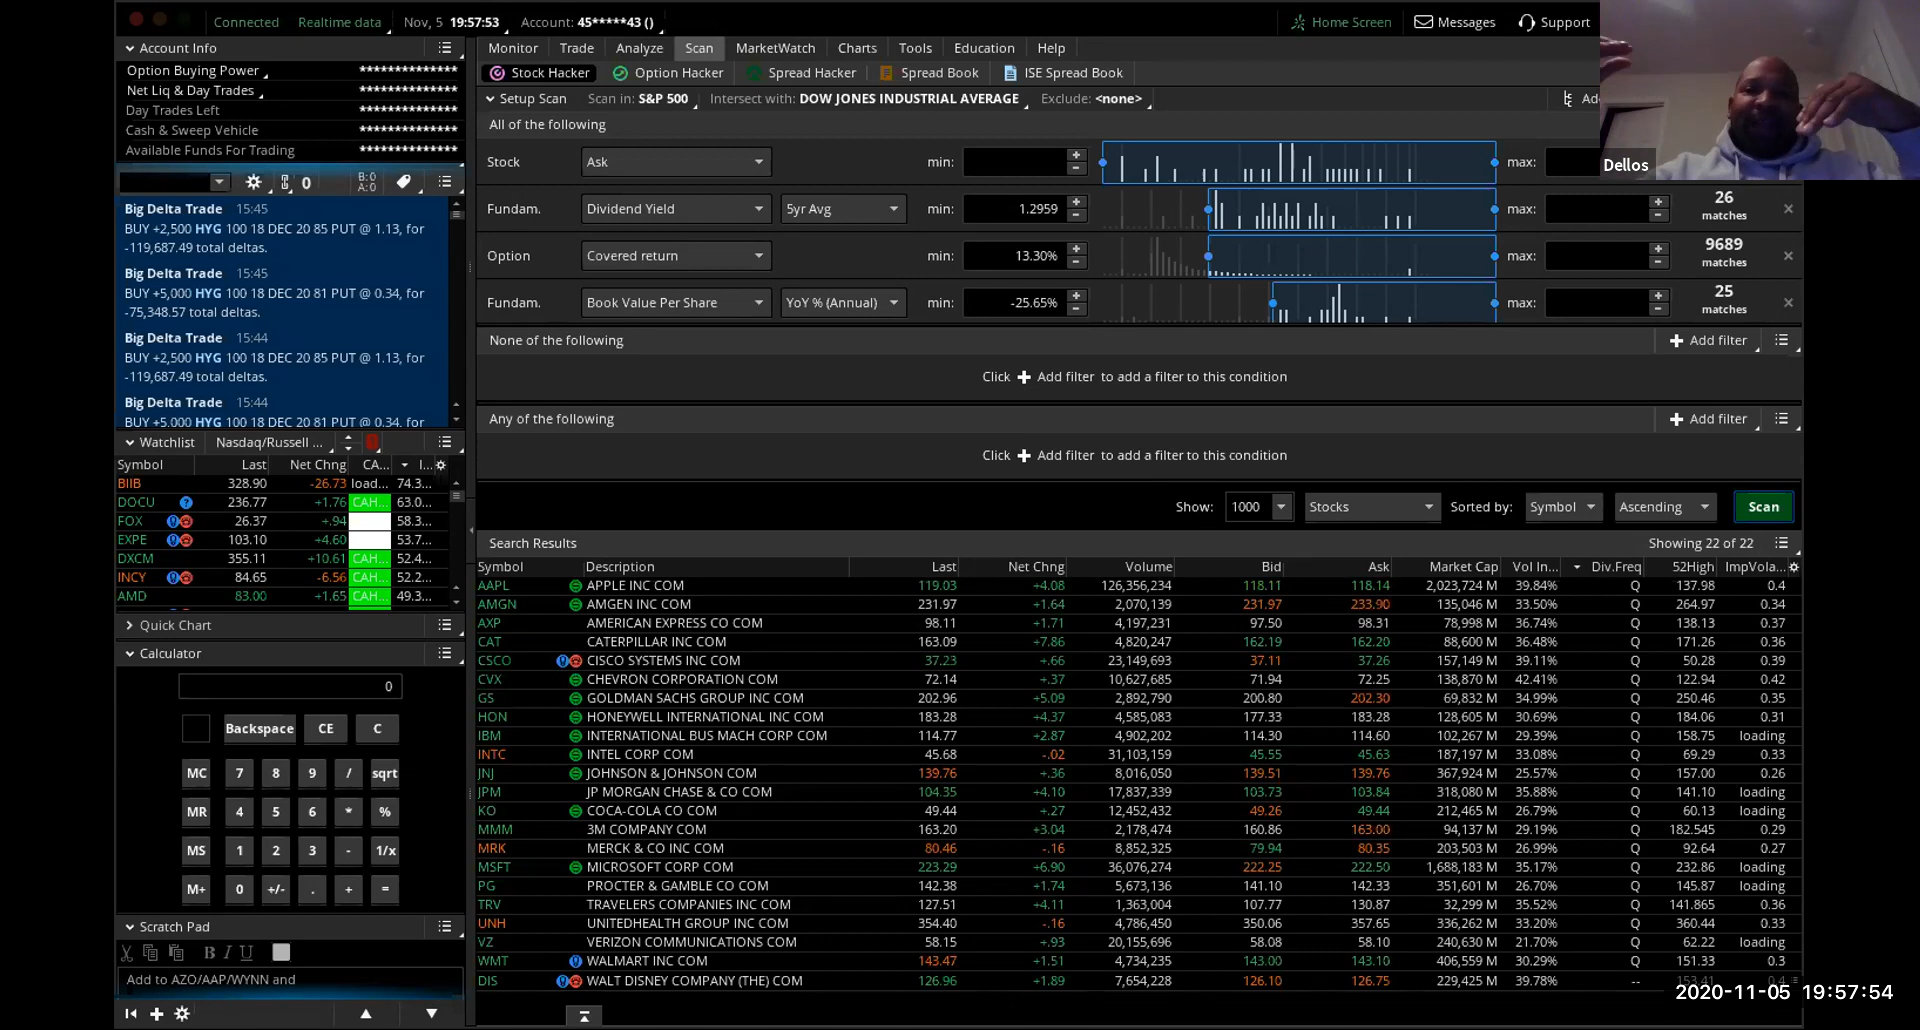 Connected Realtime data Nov, 5 19:57:53 Account: 45*****43 () Home Screen Messages Support
Account Info
Option Buying Power **************
Net Liq & Day Trades **************
Day Trades Left **************
Cash & Sweep Vehicle **************
Available Funds For Trading **************
0 B:0 A:0
Big Delta Trade 15:45
BUY +2,500 HYG 100 18 DEC 20 85 PUT @ 1.13, for
-119,687.49 total deltas.
Big Delta Trade 15:45
BUY +5,000 HYG 100 18 DEC 20 81 PUT @ 0.34, for
-75,348.57 total deltas.
Big Delta Trade 15:44
BUY +2,500 HYG 100 18 DEC 20 85 PUT @ 1.13, for
-119,687.49 total deltas.
Big Delta Trade 15:44
BUY +5,000 HYG 100 18 DEC 20 81 PUT @ 0.34, for
Watchlist Nasdaq/Russell ...
Symbol Last Net Chng CA... I...
BIIB 328.90 -26.73 load... 74.3...
DOCU 236.77 +1.76 CAH... 63.0...
FOX 26.37 +.94 58.3...
EXPE 103.10 +4.60 53.7...
DXCM 355.11 +10.61 CAH... 52.4...
INCY 84.65 -6.56 CAH... 52.2...
AMD 83.00 +1.65 CAH... 49.3...
Quick Chart
Calculator
0
Backspace CE C
MC 7 8 9 / sqrt
MR 4 5 6 * %
MS 1 2 3 - 1/x
M+ 0 +/- . + =
Scratch Pad
B I U
Add to AZO/AAP/WYNN and
Monitor Trade Analyze Scan MarketWatch Charts Tools Education Help
Stock Hacker Option Hacker Spread Hacker Spread Book ISE Spread Book
Setup Scan Scan in: S&P 500 Intersect with: DOW JONES INDUSTRIAL AVERAGE Exclude: <none>
All of the following
Stock Ask min: max:
Dellos
Fundam. Dividend Yield 5yr Avg min: 1.2959 max: 26 matches
Option Covered return min: 13.30% max: 9689 matches
Fundam. Book Value Per Share YoY % (Annual) min: -25.65% max: 25 matches
None of the following Add filter
Click + Add filter to add a filter to this condition
Any of the following Add filter
Click + Add filter to add a filter to this condition
Show: 1000 Stocks Sorted by: Symbol Ascending Scan
Search Results Showing 22 of 22
Symbol Description Last Net Chng Volume Bid Ask Market Cap Vol In... Div.Freq 52High ImpVola...
AAPL APPLE INC COM 119.03 +4.08 126,356,234 118.11 118.14 2,023,724 M 39.84% Q 137.98 0.4
AMGN AMGEN INC COM 231.97 +1.64 2,070,139 231.97 233.90 135,046 M 33.50% Q 264.97 0.34
AXP AMERICAN EXPRESS CO COM 98.11 +1.71 4,197,231 97.50 98.31 78,998 M 36.74% Q 138.13 0.37
CAT CATERPILLAR INC COM 163.09 +7.86 4,820,247 162.19 162.20 88,600 M 36.48% Q 171.26 0.36
CSCO CISCO SYSTEMS INC COM 37.23 +.66 23,149,693 37.11 37.26 157,149 M 39.11% Q 50.28 0.39
CVX CHEVRON CORPORATION COM 72.14 +.37 10,627,685 71.94 72.25 138,870 M 42.41% Q 122.94 0.42
GS GOLDMAN SACHS GROUP INC COM 202.96 +5.09 2,892,790 200.80 202.30 69,832 M 34.99% Q 250.46 0.35
HON HONEYWELL INTERNATIONAL INC COM 183.28 +4.37 4,585,083 177.33 183.28 128,605 M 30.69% Q 184.06 0.31
IBM INTERNATIONAL BUS MACH CORP COM 114.77 +2.87 4,902,202 114.30 114.60 102,267 M 29.39% Q 158.75 loading
INTC INTEL CORP COM 45.68 -.02 31,103,159 45.55 45.63 187,197 M 33.08% Q 69.29 0.33
JNJ JOHNSON & JOHNSON COM 139.76 +.36 8,016,050 139.51 139.76 367,924 M 25.57% Q 157.00 0.26
JPM JP MORGAN CHASE & CO COM 104.35 +4.10 17,837,339 103.73 103.84 318,080 M 35.88% Q 141.10 loading
KO COCA-COLA CO COM 49.44 +.27 12,452,432 49.26 49.44 212,465 M 26.79% Q 60.13 loading
MMM 3M COMPANY COM 163.20 +3.04 2,178,474 160.86 163.00 94,137 M 29.19% Q 182.545 0.29
MRK MERCK & CO INC COM 80.46 -.16 8,852,325 79.94 80.35 203,503 M 26.99% Q 92.64 0.27
MSFT MICROSOFT CORP COM 223.29 +6.90 36,076,274 222.25 222.50 1,688,183 M 35.17% Q 232.86 loading
PG PROCTER & GAMBLE CO COM 142.38 +1.74 5,673,136 141.10 142.33 351,601 M 26.70% Q 145.87 loading
TRV TRAVELERS COMPANIES INC COM 127.51 +4.11 1,363,004 107.77 130.87 32,299 M 35.52% Q 141.865 0.36
UNH UNITEDHEALTH GROUP INC COM 354.40 -.16 4,786,450 350.06 357.65 336,262 M 33.20% Q 360.44 0.33
VZ VERIZON COMMUNICATIONS COM 58.15 +.93 20,155,696 58.08 58.10 240,630 M 21.70% Q 62.22 loading
WMT WALMART INC COM 143.47 +1.51 4,734,235 143.00 143.10 406,559 M 30.29% Q 151.33 0.3
DIS WALT DISNEY COMPANY (THE) COM 126.96 +1.89 7,654,228 126.10 126.75 229,425 M 39.78% --
2020-11-05 19:57:54